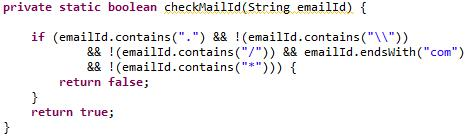 private static boolean checkMailId(String emailId) {
if (emailId.contains(".") && !(emailId.contains("\\"))
&& !(emailId.contains("/")) && emailId.endsWith("com")
&& !(emailId.contains("*"))) {
return false;
}
return true;
}